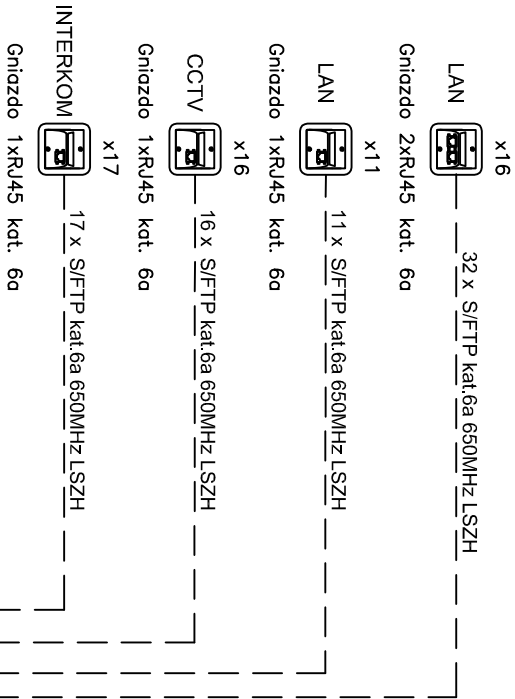 x16
LAN
32 x S/FTP kat.6a 650MHz LSZH
Gniazdo 2xRJ45 kat. 6a
x11
LAN
11 x S/FTP kat.6a 650MHz LSZH
Gniazdo 1xRJ45 kat. 6a
x16
CCTV
16 x S/FTP kat.6a 650MHz LSZH
Gniazdo 1xRJ45 kat. 6a
x17
INTERKOM
17 x S/FTP kat.6a 650MHz LSZH
Gniazdo 1xRJ45 kat. 6a